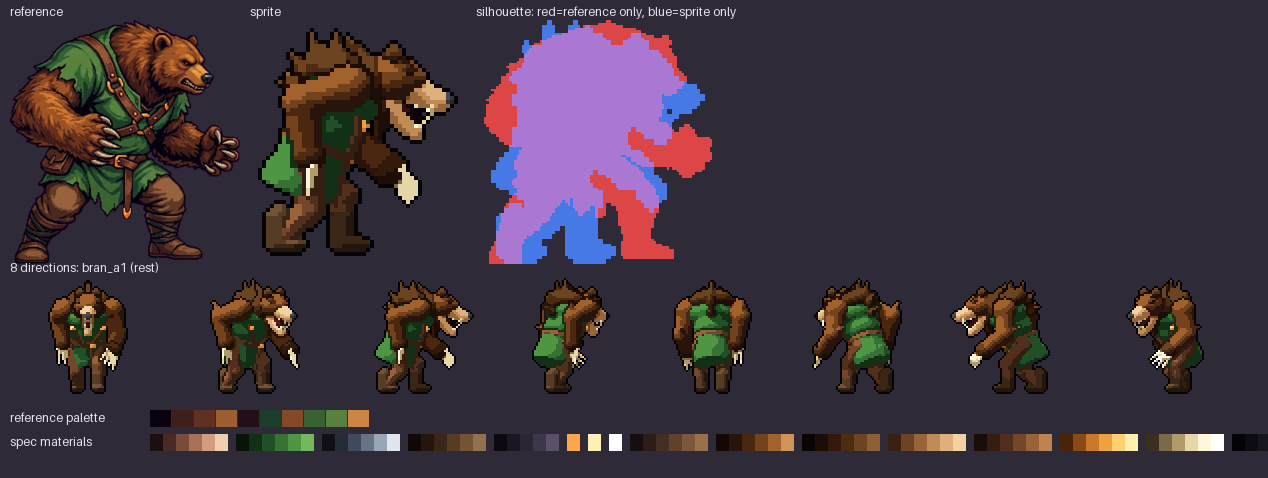 reference
sprite
silhouette: red=reference only, blue=sprite only
8 directions: bran_a1 (rest)
reference palette
spec materials